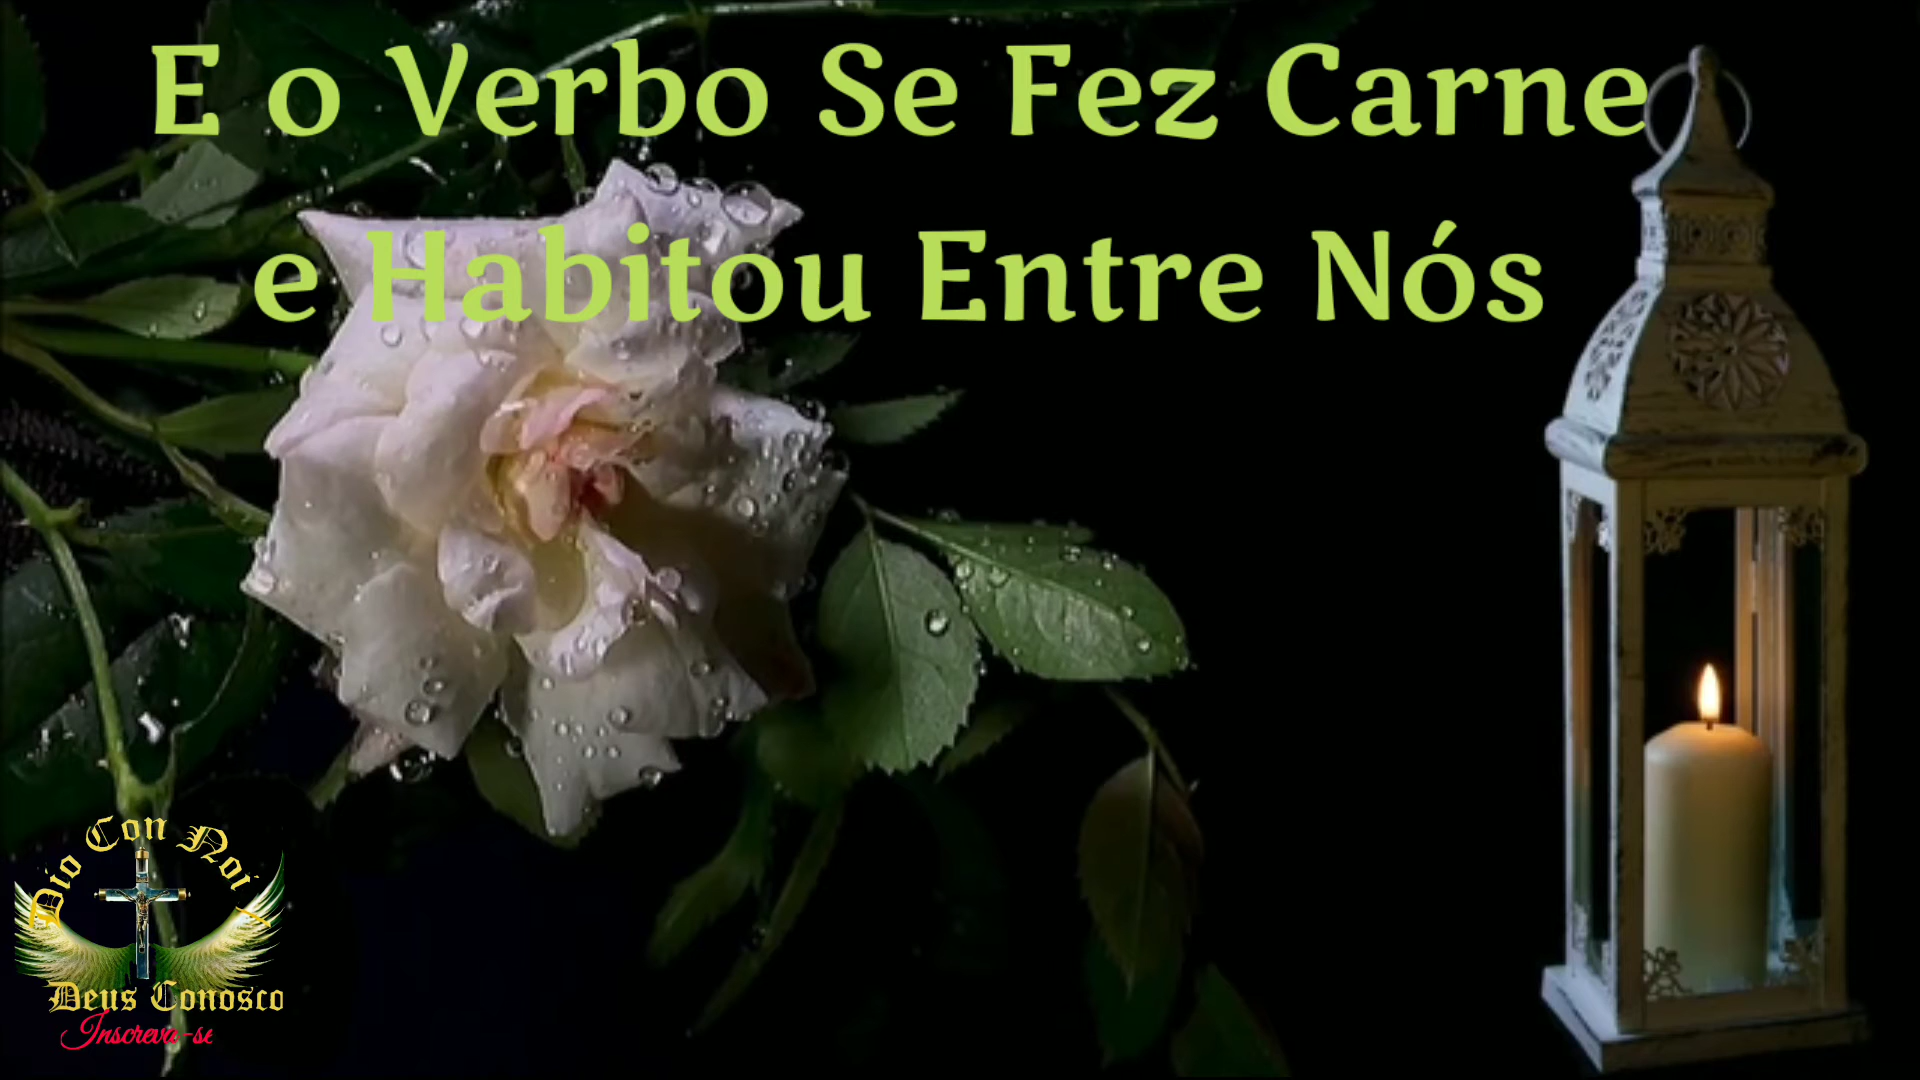 E o Verbo Se Fez Carne
e Habitou Entre Nós
Dio Con Noi
Deus Conosco
Inscreva-se